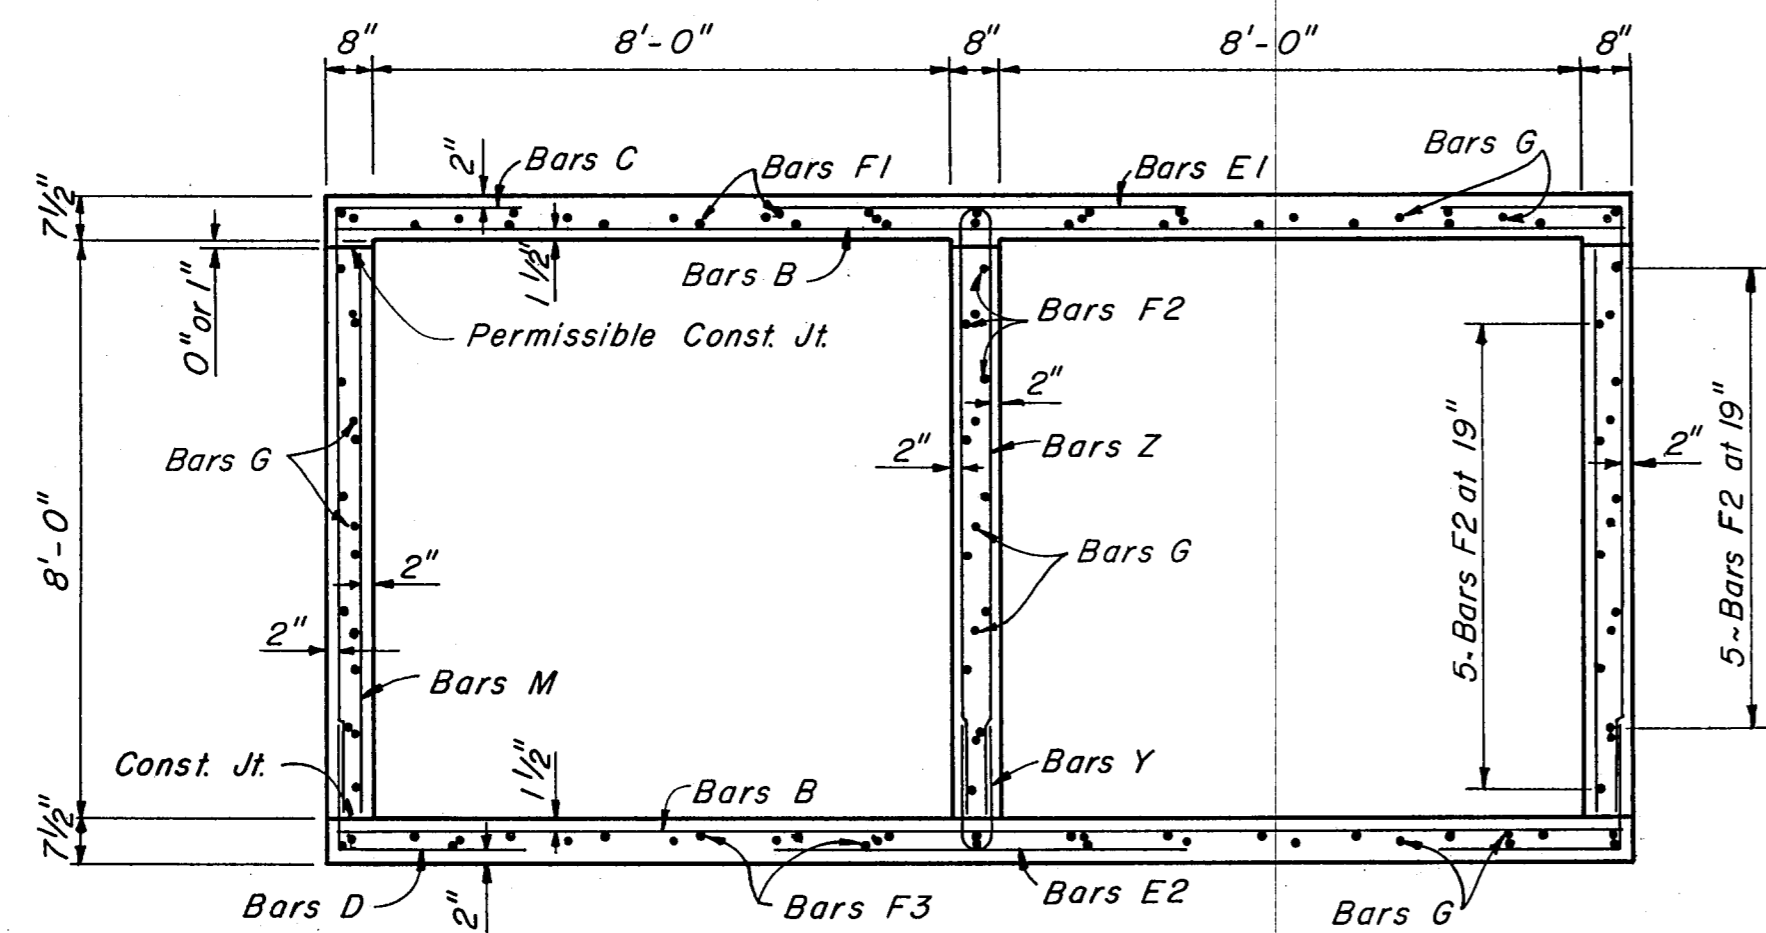 8" 8'-0" 8" 8'-0" 8"
2" Bars C Bars F1 Bars E1 Bars G
7½"
1½" Bars B
0" or 1" Permissible Const. Jt. Bars F2
2"
Bars G 2" Bars Z 2"
8'-0" 5~Bars F2 at 19" 5~Bars F2 at 19"
2" Bars G
2"
Bars M
Const. Jt. 1½" Bars B Bars Y
7½"
Bars D 2" Bars F3 Bars E2 Bars G